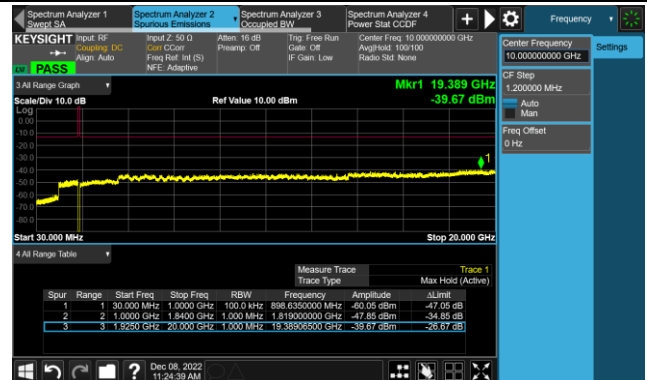 Spectrum Analyzer 1
Swept SA
Spectrum Analyzer 2
Spurious Emissions
Spectrum Analyzer 3
Occupied BW
Spectrum Analyzer 4
Power Stat CCDF
Frequency
KEYSIGHT
Input: RF
Coupling: DC
Align: Auto
Input Z: 50 Ω
Corr CCorr
Freq Ref: Int (S)
NFE: Adaptive
Atten: 16 dB
Preamp: Off
Trig: Free Run
Gate: Off
IF Gain: Low
Center Freq: 10.000000000 GHz
Avg|Hold: 100/100
Radio Std: None
LXI
PASS
3 All Range Graph
Scale/Div 10.0 dB
Ref Value 10.00 dBm
Mkr1 19.389 GHz
-39.67 dBm
Log
0.00
-10.0
-20.0
-30.0
-40.0
-50.0
-60.0
-70.0
-80.0
1
Start 30.000 MHz
Stop 20.000 GHz
4 All Range Table
Measure Trace Trace 1
Trace Type Max Hold (Active)
Spur Range Start Freq Stop Freq RBW Frequency Amplitude ΔLimit
1 1 30.000 MHz 1.0000 GHz 100.0 kHz 898.6350000 MHz -60.05 dBm -47.05 dB
2 2 1.0000 GHz 1.8400 GHz 1.000 MHz 1.819000000 GHz -47.85 dBm -34.85 dB
3 3 1.9250 GHz 20.000 GHz 1.000 MHz 19.38906500 GHz -39.67 dBm -26.67 dB
Dec 08, 2022
11:24:39 AM
Center Frequency
10.000000000 GHz
CF Step
1.200000 MHz
Auto
Man
Freq Offset
0 Hz
Settings